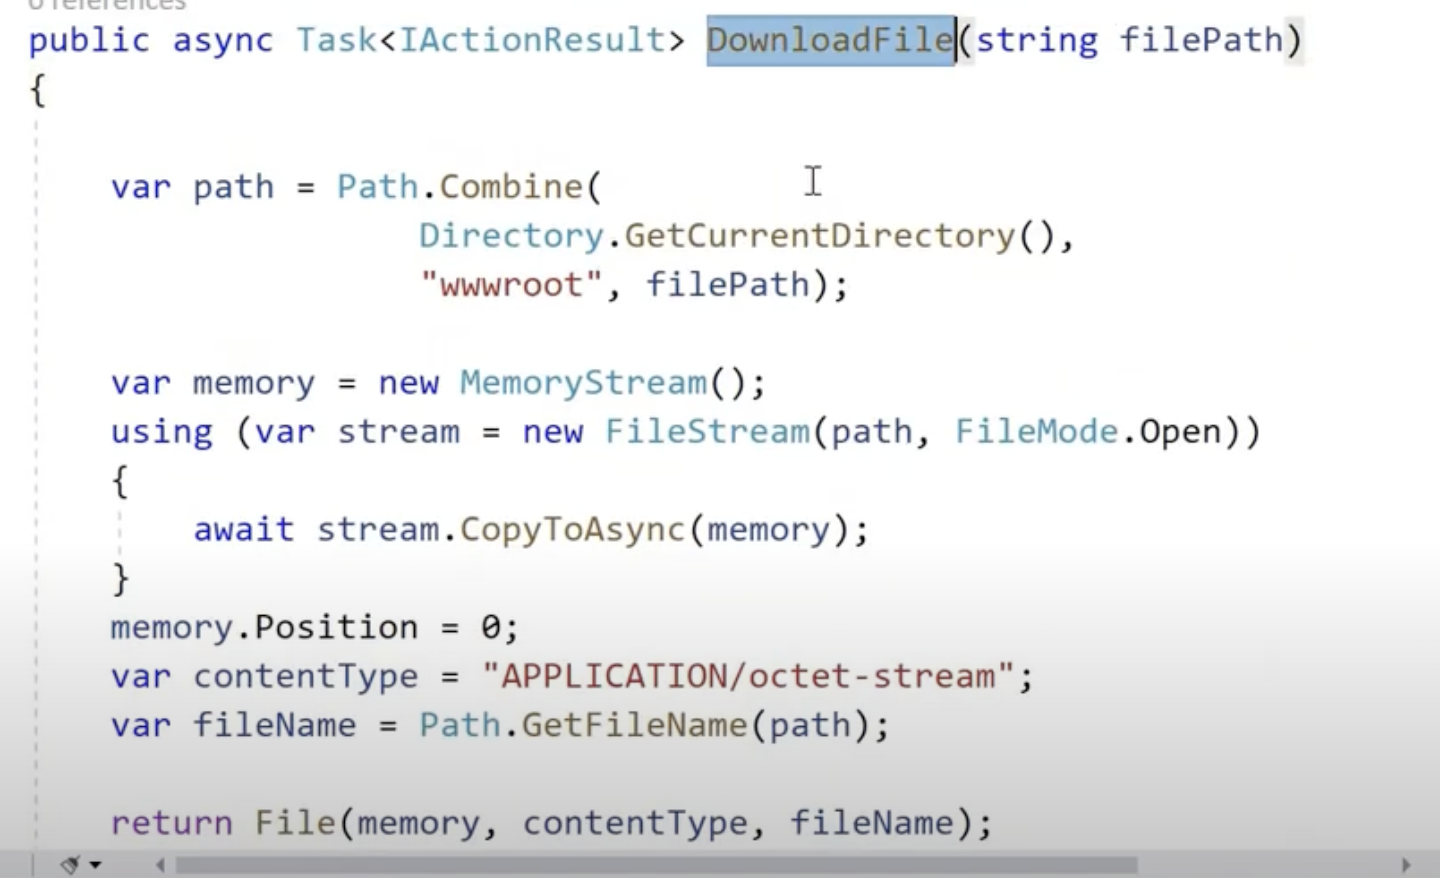 0 references
public async Task<IActionResult> DownloadFile(string filePath)
{
var path = Path.Combine(
Directory.GetCurrentDirectory(),
"wwwroot", filePath);
var memory = new MemoryStream();
using (var stream = new FileStream(path, FileMode.Open))
{
await stream.CopyToAsync(memory);
}
memory.Position = 0;
var contentType = "APPLICATION/octet-stream";
var fileName = Path.GetFileName(path);
return File(memory, contentType, fileName);